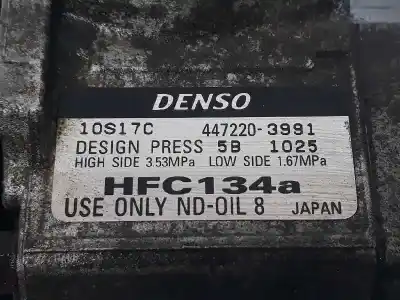 DENSO
10S17C 447220-3991
DESIGN PRESS 5B 1025
HIGH SIDE 3.53MPa LOW SIDE 1.67MPa
HFC134a
USE ONLY ND-OIL 8 JAPAN